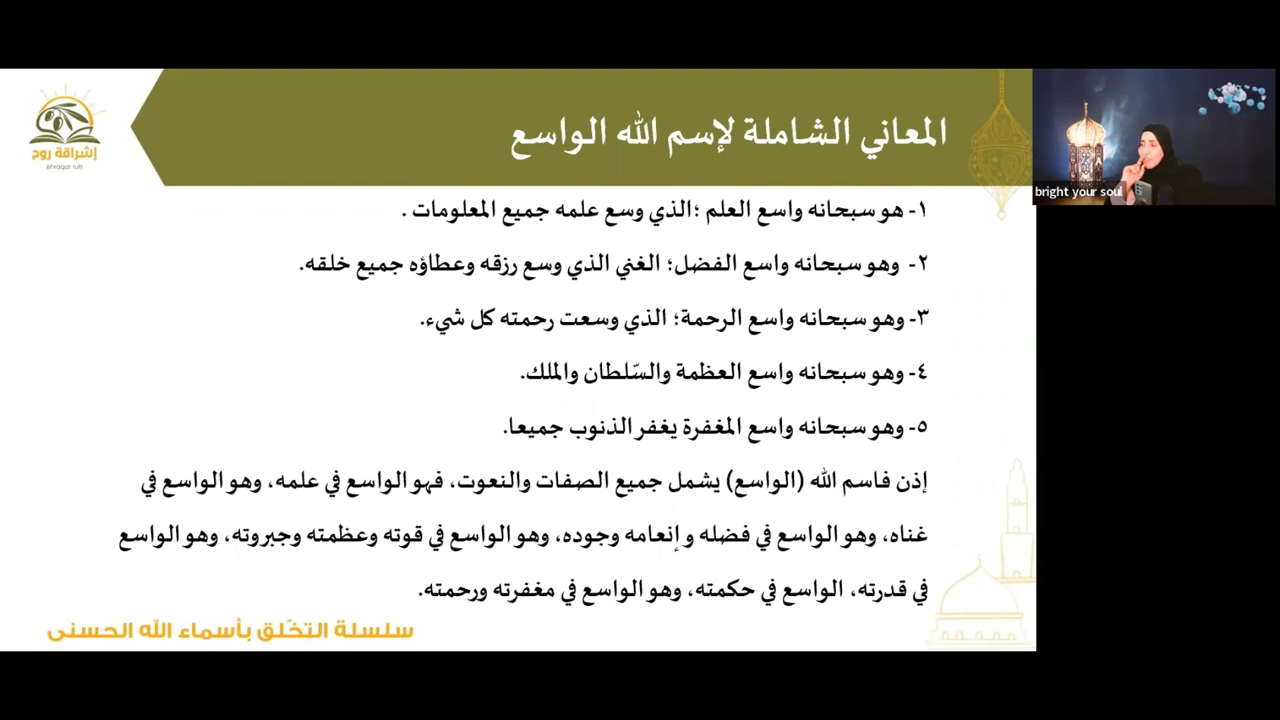 المعاني الشاملة لإسم الله الواسع
إشراقة روح
ishraqat ruh
bright your soul
١- هو سبحانه واسع العلم ؛الذي وسع علمه جميع المعلومات .
٢- وهو سبحانه واسع الفضل؛ الغني الذي وسع رزقه وعطاؤه جميع خلقه.
٣- وهو سبحانه واسع الرحمة؛ الذي وسعت رحمته كل شيء.
٤- وهو سبحانه واسع العظمة والسّلطان والملك.
٥- وهو سبحانه واسع المغفرة يغفر الذنوب جميعا.
إذن فاسم الله (الواسع) يشمل جميع الصفات والنعوت، فهو الواسع في علمه، وهو الواسع في
غناه، وهو الواسع في فضله وإنعامه وجوده، وهو الواسع في قوته وعظمته وجبروته، وهو الواسع
في قدرته، الواسع في حكمته، وهو الواسع في مغفرته ورحمته.
سلسلة التخّلق بأسماء الله الحسنى